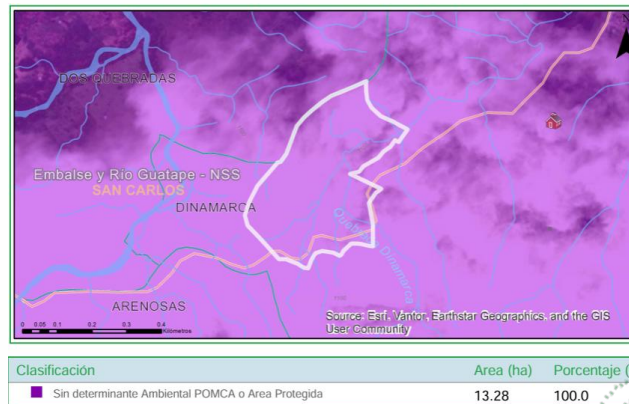 DOS QUEBRADAS
Embalse y Río Guatape - NSS
SAN CARLOS
DINAMARCA
Quebrada Dinamarca
ARENOSAS
0 0.05 0.1 0.2 0.3 0.4
Kilometros
Source: Esri, Vantor, Earthstar Geographics, and the GIS
User Community
Clasificación Area (ha) Porcentaje (
Sin determinante Ambiental POMCA o Area Protegida 13.28 100.0